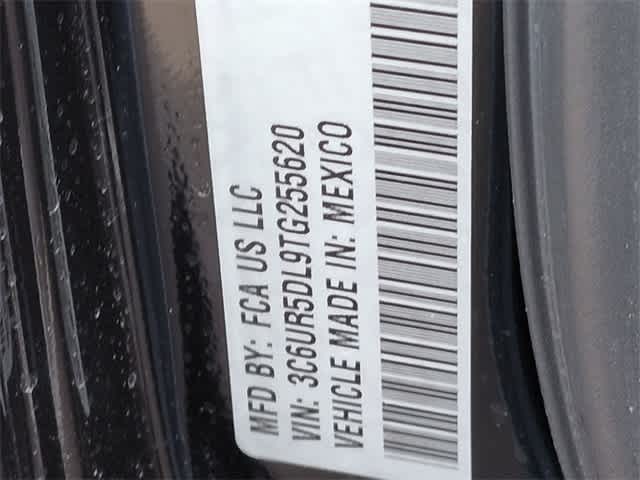 MFD BY: FCA US LLC
VIN: 3C6UR5DL9TG255620
VEHICLE MADE IN: MEXICO